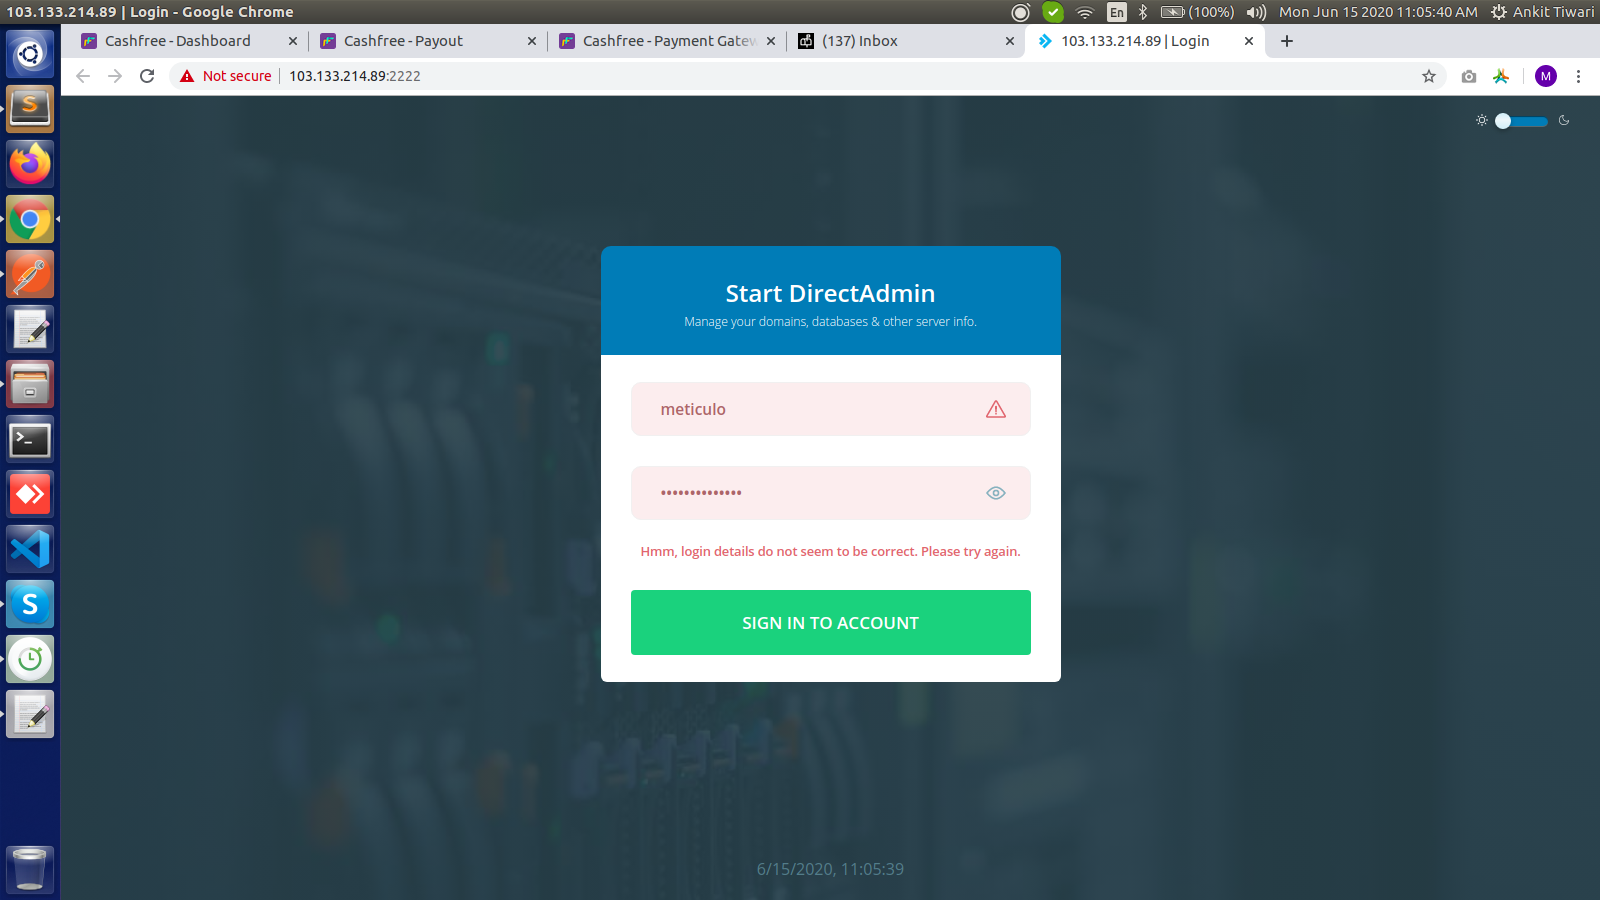 103.133.214.89 | Login - Google Chrome
En
(100%)
Mon Jun 15 2020 11:05:40 AM
Ankit Tiwari
Cashfree - Dashboard
Cashfree - Payout
Cashfree - Payment Gatew
(137) Inbox
103.133.214.89 | Login
Not secure
103.133.214.89:2222
M
Start DirectAdmin
Manage your domains, databases & other server info.
meticulo
Hmm, login details do not seem to be correct. Please try again.
SIGN IN TO ACCOUNT
6/15/2020, 11:05:39